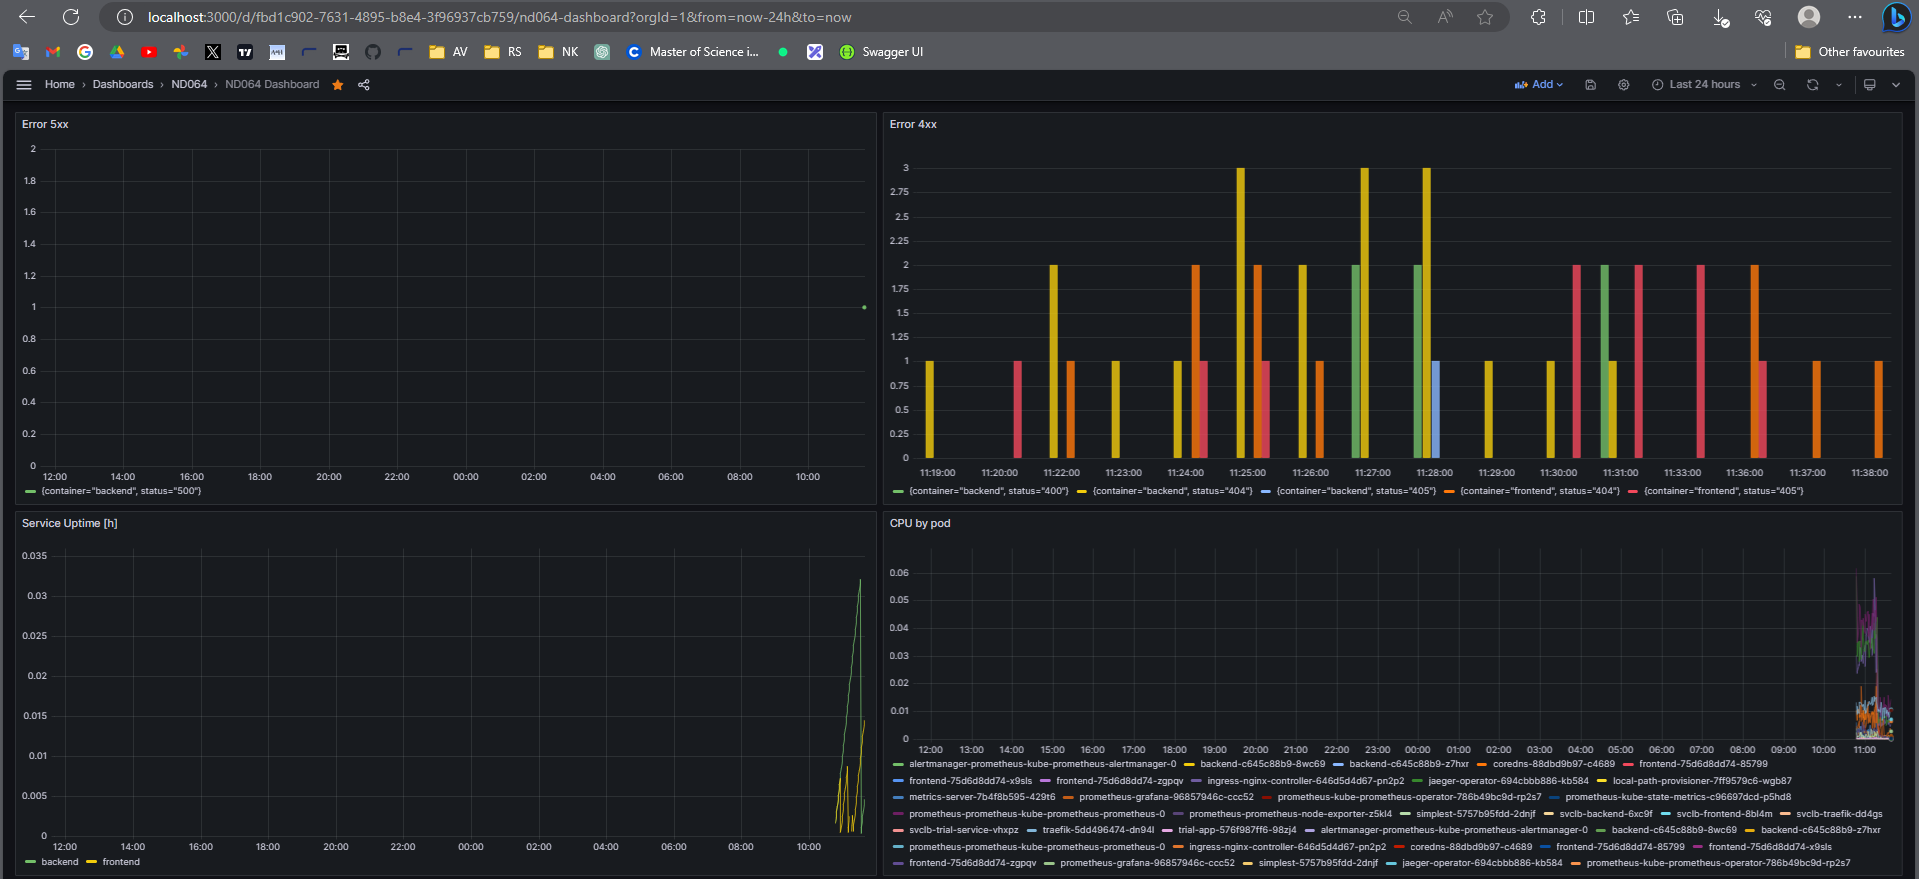 localhost:3000/d/fbd1c902-7631-4895-b8e4-3f96937cb759/nd064-dashboard?orgId=1&from=now-24h&to=now
AV RS NK Master of Science i... Swagger UI Other favourites
Home › Dashboards › ND064 › ND064 Dashboard Add Last 24 hours
Error 5xx
2
1.8
1.6
1.4
1.2
1
0.8
0.6
0.4
0.2
0
12:00 14:00 16:00 18:00 20:00 22:00 00:00 02:00 04:00 06:00 08:00 10:00
{container="backend", status="500"}
Error 4xx
3
2.75
2.5
2.25
2
1.75
1.5
1.25
1
0.75
0.5
0.25
0
11:19:00 11:20:00 11:22:00 11:23:00 11:24:00 11:25:00 11:26:00 11:27:00 11:28:00 11:29:00 11:30:00 11:31:00 11:33:00 11:36:00 11:37:00 11:38:00
{container="backend", status="400"} {container="backend", status="404"} {container="backend", status="405"} {container="frontend", status="404"} {container="frontend", status="405"}
Service Uptime [h]
0.035
0.03
0.025
0.02
0.015
0.01
0.005
0
12:00 14:00 16:00 18:00 20:00 22:00 00:00 02:00 04:00 06:00 08:00 10:00
backend frontend
CPU by pod
0.06
0.05
0.04
0.03
0.02
0.01
0
12:00 13:00 14:00 15:00 16:00 17:00 18:00 19:00 20:00 21:00 22:00 23:00 00:00 01:00 02:00 03:00 04:00 05:00 06:00 07:00 08:00 09:00 10:00 11:00
alertmanager-prometheus-kube-prometheus-alertmanager-0 backend-c645c88b9-8wc69 backend-c645c88b9-z7hxr coredns-88dbd9b97-c4689 frontend-75d6d8dd74-85799
frontend-75d6d8dd74-x9sls frontend-75d6d8dd74-zgpqv ingress-nginx-controller-646d5d4d67-pn2p2 jaeger-operator-694cbbb886-kb584 local-path-provisioner-7ff9579c6-wgb87
metrics-server-7b4f8b595-429t6 prometheus-grafana-96857946c-ccc52 prometheus-kube-prometheus-operator-786b49bc9d-rp2s7 prometheus-kube-state-metrics-c96697dcd-p5hd8
prometheus-prometheus-kube-prometheus-prometheus-0 prometheus-prometheus-node-exporter-z5kl4 simplest-5757b95fdd-2dnjf svclb-backend-6xc9f svclb-frontend-8bl4m svclb-traefik-dd4gs
svclb-trial-service-vhxpz traefik-5dd496474-dn94l trial-app-576f987ff6-98zj4 alertmanager-prometheus-kube-prometheus-alertmanager-0 backend-c645c88b9-8wc69 backend-c645c88b9-z7hxr
prometheus-prometheus-kube-prometheus-prometheus-0 ingress-nginx-controller-646d5d4d67-pn2p2 coredns-88dbd9b97-c4689 frontend-75d6d8dd74-85799 frontend-75d6d8dd74-x9sls
frontend-75d6d8dd74-zgpqv prometheus-grafana-96857946c-ccc52 simplest-5757b95fdd-2dnjf jaeger-operator-694cbbb886-kb584 prometheus-kube-prometheus-operator-786b49bc9d-rp2s7